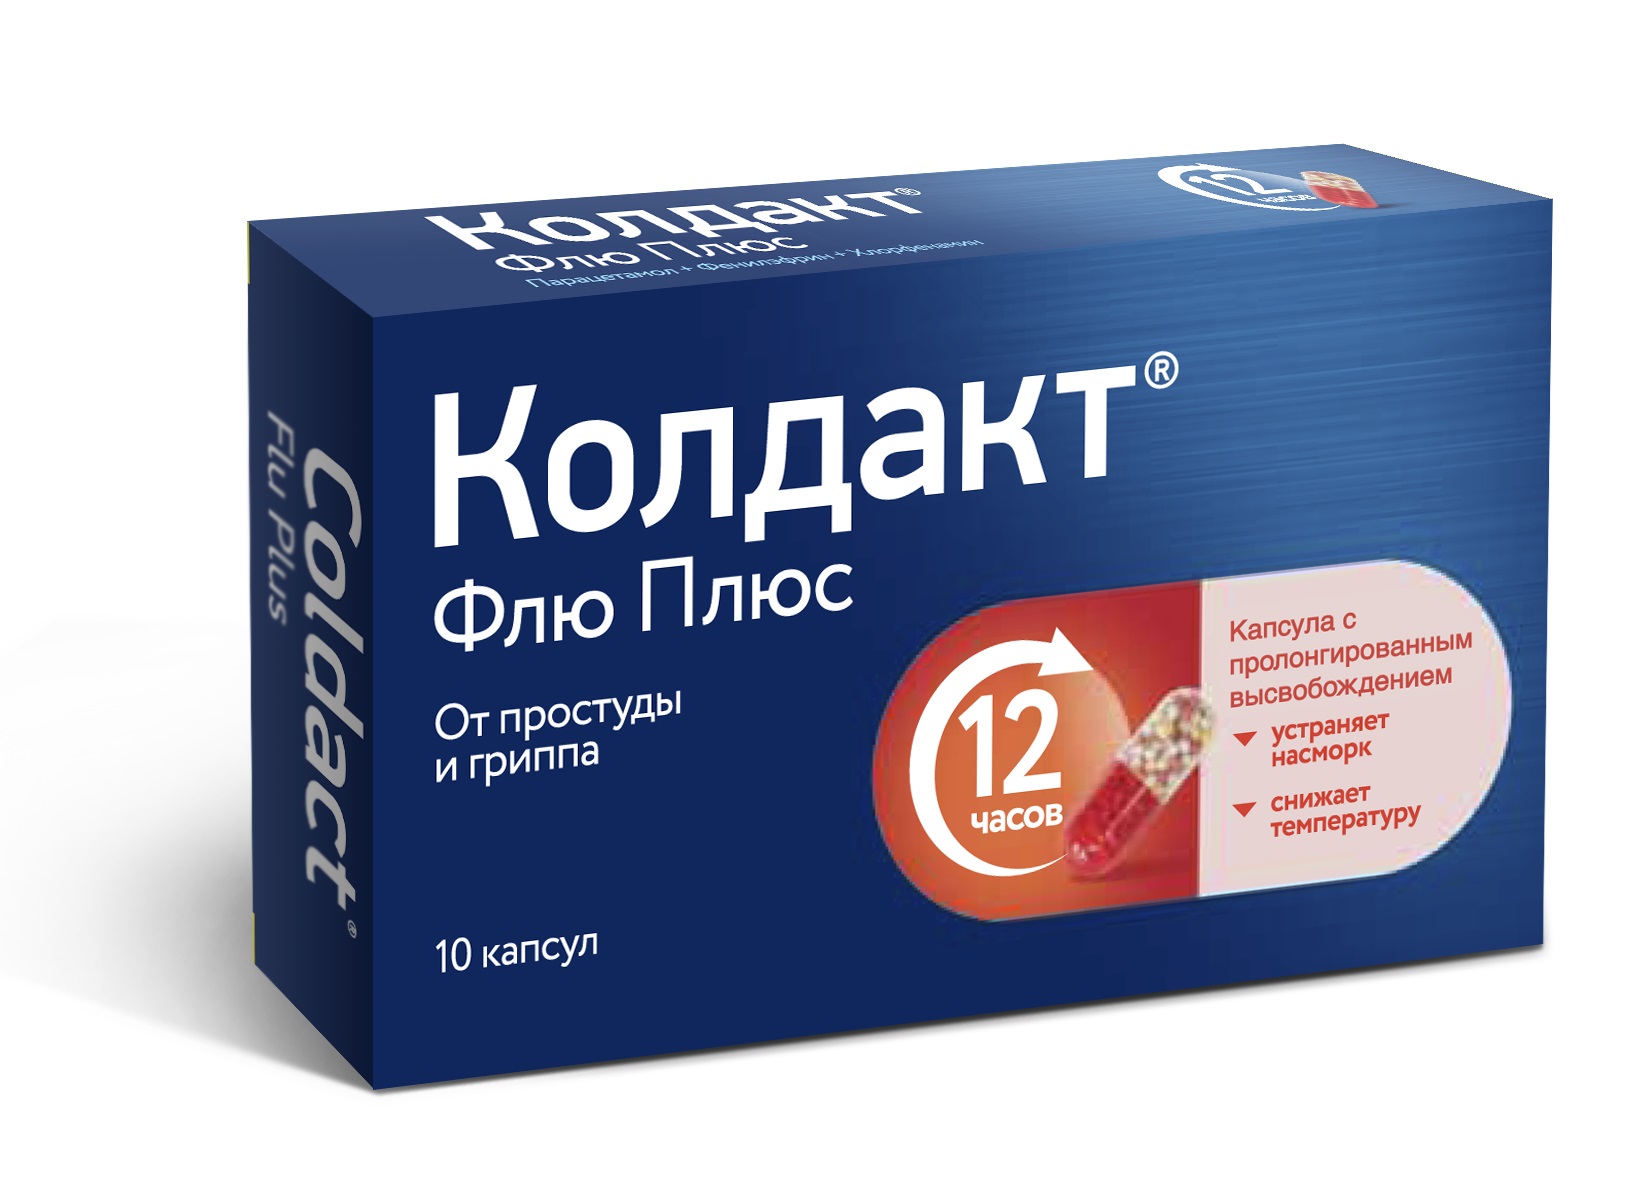 Колдакт®
Флю Плюс
Парацетамол + Фенилэфрин + Хлорфенамин
12
часов
Coldact®
Flu Plus
Колдакт®
Флю Плюс
От простуды
и гриппа
10 капсул
12
часов
Капсула с
пролонгированным
высвобождением
устраняет
насморк
снижает
температуру